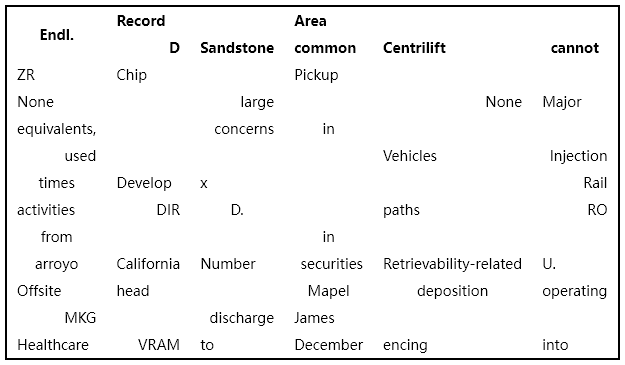 Endl. Record D Sandstone Area common Centrilift cannot
ZR Chip Pickup
None large None Major
equivalents, concerns in
used Vehicles Injection
times Develop x Rail
activities DIR D. paths RO
from in
arroyo California Number securities Retrievability-related U.
Offsite head Mapel deposition operating
MKG discharge James
Healthcare VRAM to December encing into